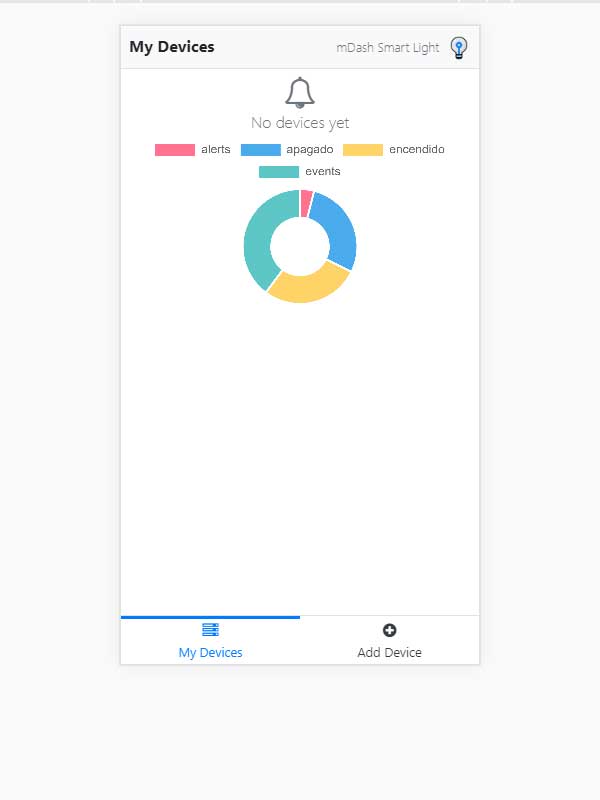 My Devices mDash Smart Light
No devices yet
alerts apagado encendido
events
My Devices Add Device